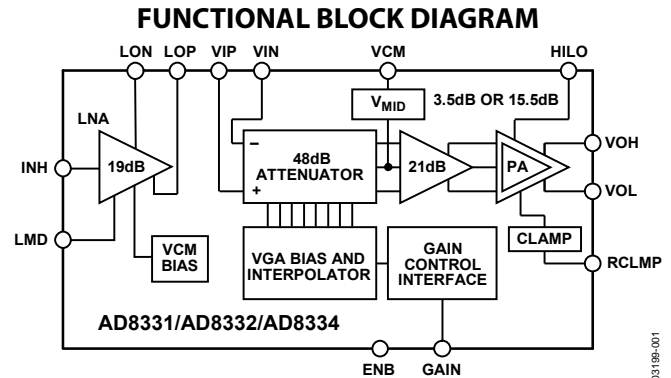 FUNCTIONAL BLOCK DIAGRAM
LON LOP VIP VIN VCM HILO
LNA
VMID
3.5dB OR 15.5dB
INH
19dB
–
48dB
ATTENUATOR
+
21dB
PA
VOH
VOL
LMD
VCM
BIAS
VGA BIAS AND
INTERPOLATOR
GAIN
CONTROL
INTERFACE
CLAMP
RCLMP
AD8331/AD8332/AD8334
ENB GAIN
03199-001